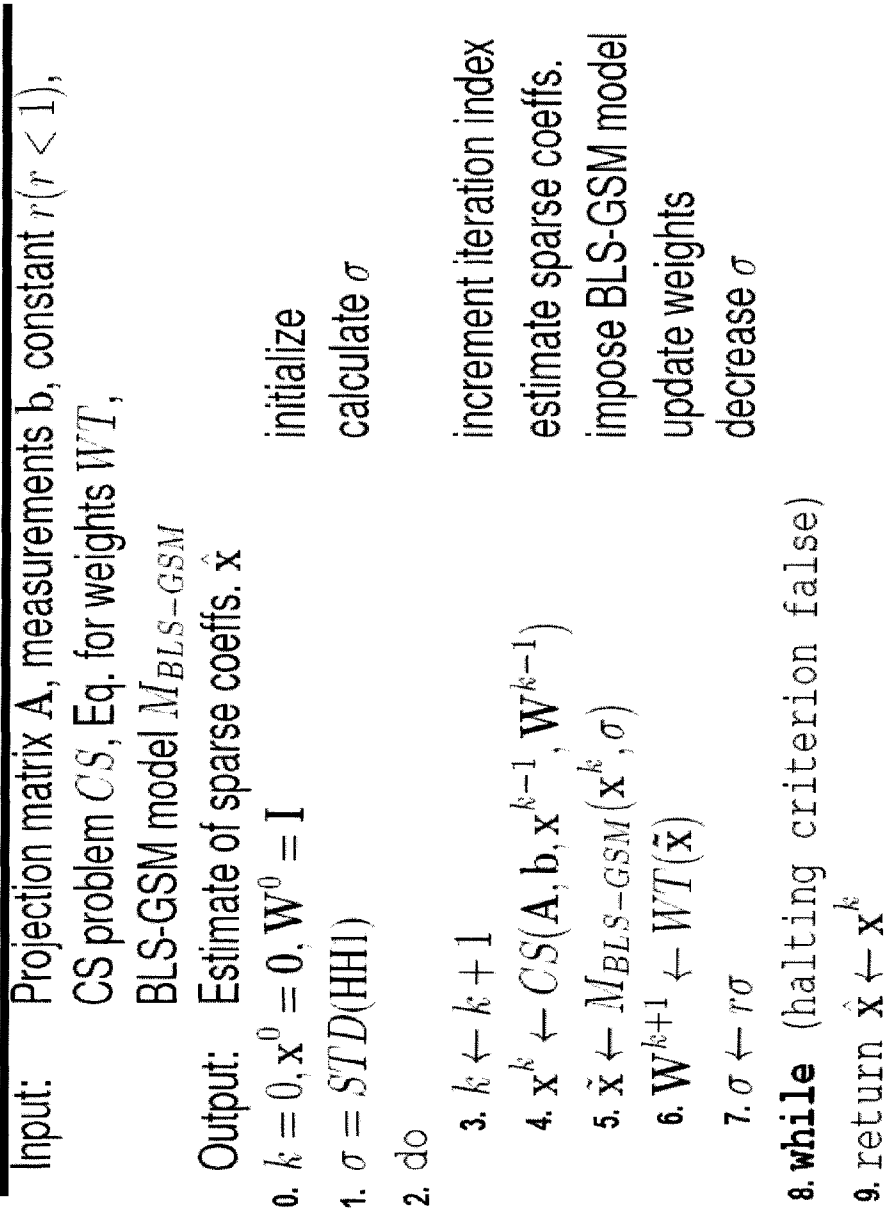 Input: Projection matrix A, measurements b, constant r(r < 1),
CS problem CS, Eq. for weights WT,
BLS-GSM model M_{BLS−GSM}
Output: Estimate of sparse coeffs. x̂
0. k = 0, x⁰ = 0, W⁰ = I initialize
1. σ = STD(HH1) calculate σ
2. do
3. k ← k + 1 increment iteration index
4. x^k ← CS(A, b, x^{k−1}, W^{k−1}) estimate sparse coeffs.
5. x̃ ← M_{BLS−GSM}(x^k, σ) impose BLS-GSM model
6. W^{k+1} ← WT(x̃) update weights
7. σ ← rσ decrease σ
8. while (halting criterion false)
9. return x̂ ← x^k